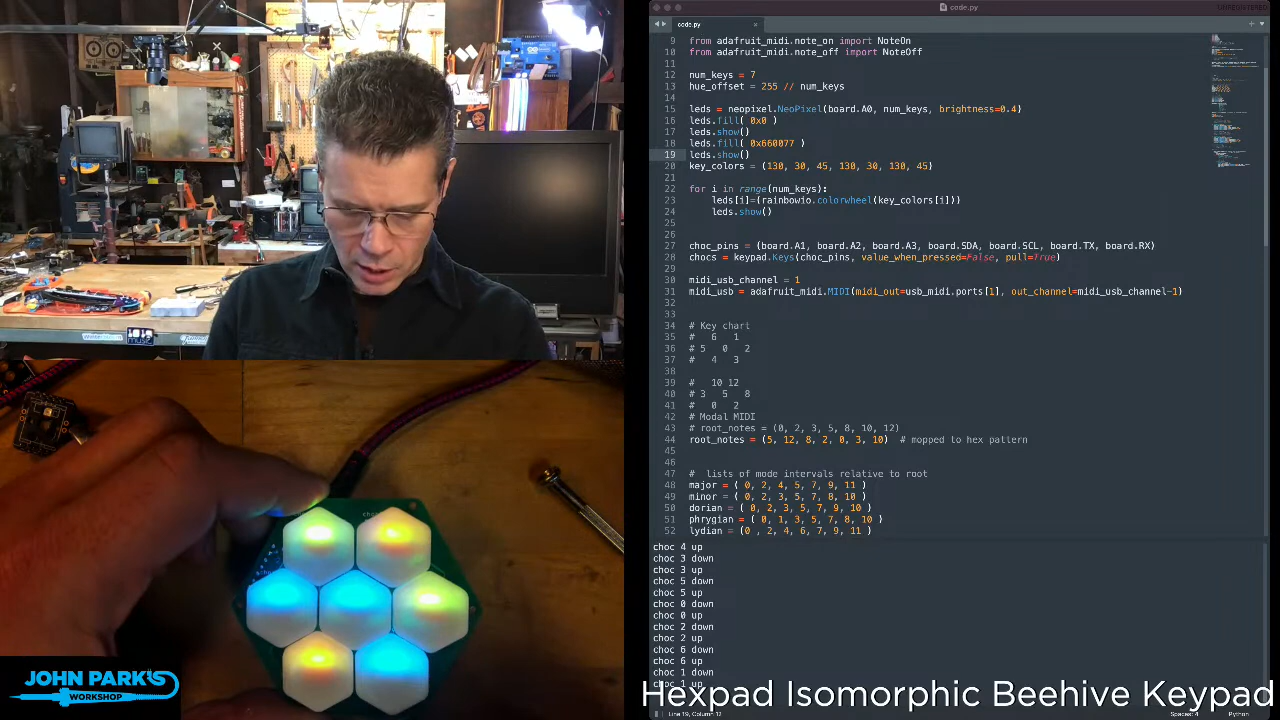 code.py
code.py
9 from adafruit_midi.note_on import NoteOn
10 from adafruit_midi.note_off import NoteOff
11
12 num_keys = 7
13 hue_offset = 255 // num_keys
14
15 leds = neopixel.NeoPixel(board.A0, num_keys, brightness=0.4)
16 leds.fill( 0x0 )
17 leds.show()
18 leds.fill( 0x660077 )
19 leds.show()
20 key_colors = (130, 30, 45, 130, 30, 130, 45)
22 for i in range(num_keys):
23 leds[i]=(rainbowio.colorwheel(key_colors[i]))
24 leds.show()
25
26
27 choc_pins = (board.A1, board.A2, board.A3, board.SDA, board.SCL, board.TX, board.RX)
28 chocs = keypad.Keys(choc_pins, value_when_pressed=False, pull=True)
30 midi_usb_channel = 1
31 midi_usb = adafruit_midi.MIDI(midi_out=usb_midi.ports[1], out_channel=midi_usb_channel-1)
32
33
34 # Key chart
35 # 6 1
36 # 5 0 2
37 # 4 3
38
39 # 10 12
40 # 3 5 8
41 # 0 2
42 # Modal MIDI
43 # root_notes = (0, 2, 3, 5, 8, 10, 12)
44 root_notes = (5, 12, 8, 2, 0, 3, 10) # mopped to hex pattern
45
46
47 # lists of mode intervals relative to root
48 major = ( 0, 2, 4, 5, 7, 9, 11 )
49 minor = ( 0, 2, 3, 5, 7, 8, 10 )
50 dorian = ( 0, 2, 3, 5, 7, 9, 10 )
51 phrygian = ( 0, 1, 3, 5, 7, 8, 10 )
52 lydian = (0 , 2, 4, 6, 7, 9, 11 )
choc 4 up
choc 3 down
choc 3 up
choc 5 down
choc 5 up
choc 0 down
choc 0 up
choc 2 down
choc 2 up
choc 6 down
choc 6 up
choc 1 down
choc 1 up
Line 19, Column 12
Spaces: 4
Python
Hexpad Isomorphic Beehive Keypad
JOHN PARK'S
WORKSHOP